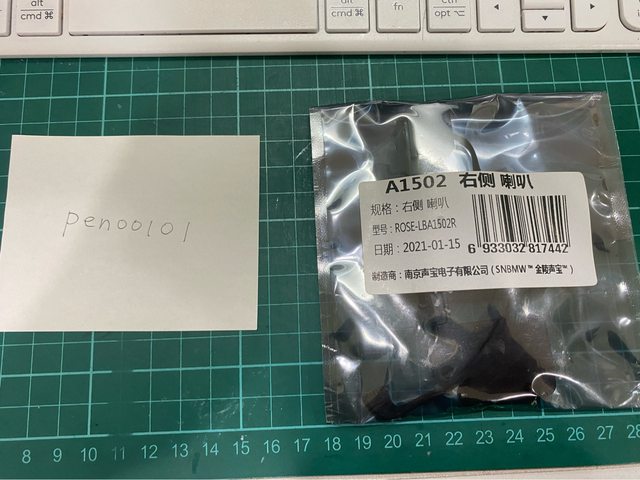 alt
cmd ⌘
alt
cmd ⌘
fn
ctrl
opt ⌥
pen00101
A1502 右侧 喇叭
规格：右侧 喇叭
型号：ROSE-LBA1502R
日期：2021-01-15
6 933032 817442
制造商：南京声宝电子有限公司（SNBMW™ 金陵声宝™）
8 9 10 11 12 13 14 15 16 17 18 19 20 21 22 23 24 25 26 27 28